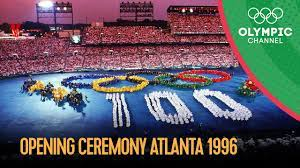 OLYMPIC
CHANNEL
100
OPENING CEREMONY ATLANTA 1996